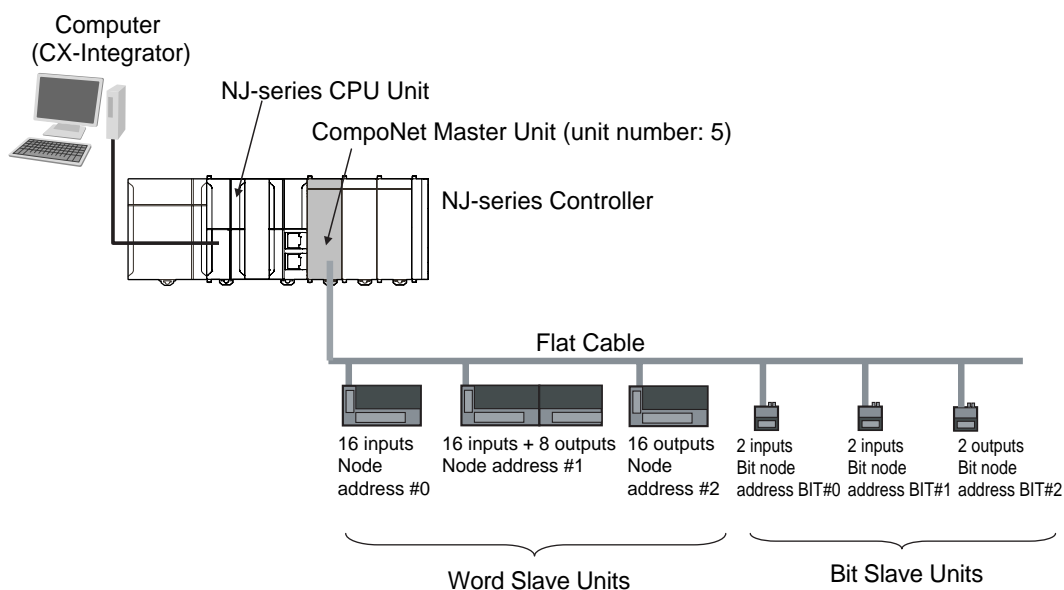 Computer
(CX-Integrator)
NJ-series CPU Unit
CompoNet Master Unit (unit number: 5)
NJ-series Controller
Flat Cable
16 inputs
Node
address #0
16 inputs + 8 outputs
Node address #1
16 outputs
Node
address #2
2 inputs
Bit node
address BIT#0
2 inputs
Bit node
address BIT#1
2 outputs
Bit node
address BIT#2
Word Slave Units
Bit Slave Units